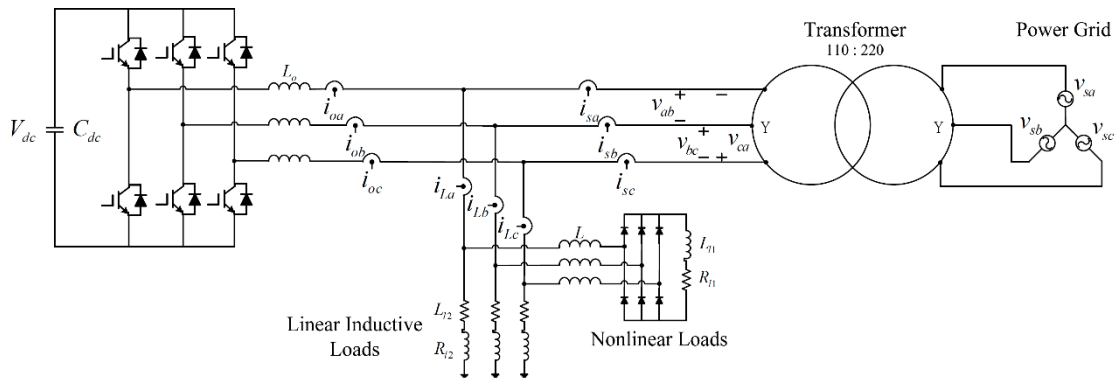 Transformer
110 : 220
Power Grid
V_dc
C_dc
L_o
i_oa
i_ob
i_oc
i_sa
i_sb
i_sc
v_ab
+
−
−
+
v_bc
v_ca
−
+
Y
Y
v_sa
v_sb
v_sc
i_La
i_Lb
i_Lc
L
L_l1
R_l1
L_l2
R_l2
Linear Inductive
Loads
Nonlinear Loads